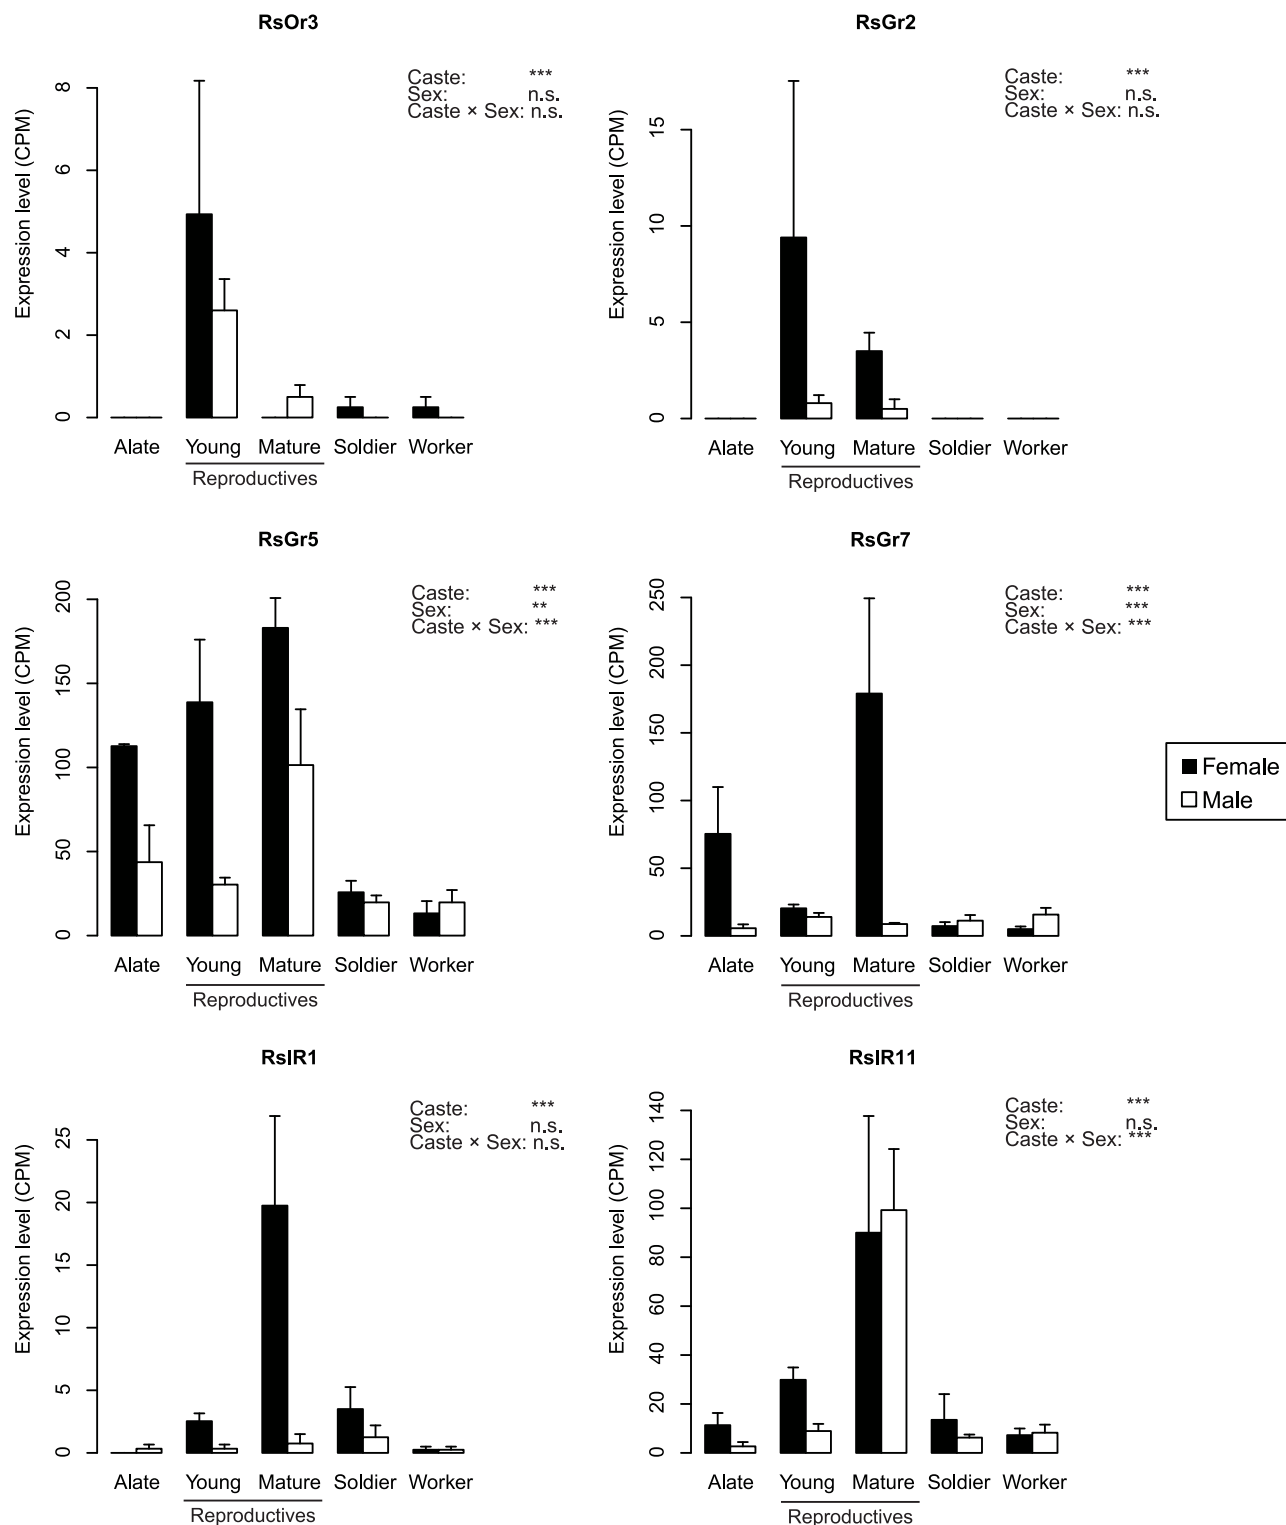 RsOr3
Expression level (CPM)
8
6
4
2
0
Caste: ***
Sex: n.s.
Caste × Sex: n.s.
Alate Young Mature Soldier Worker
Reproductives
RsGr2
Expression level (CPM)
15
10
5
0
Caste: ***
Sex: n.s.
Caste × Sex: n.s.
Alate Young Mature Soldier Worker
Reproductives
RsGr5
Expression level (CPM)
200
150
100
50
0
Caste: ***
Sex: **
Caste × Sex: ***
Alate Young Mature Soldier Worker
Reproductives
RsGr7
Expression level (CPM)
250
200
150
100
50
0
Caste: ***
Sex: ***
Caste × Sex: ***
Alate Young Mature Soldier Worker
Reproductives
Female
Male
RsIR1
Expression level (CPM)
25
20
15
10
5
0
Caste: ***
Sex: n.s.
Caste × Sex: n.s.
Alate Young Mature Soldier Worker
Reproductives
RsIR11
Expression level (CPM)
140
120
100
80
60
40
20
0
Caste: ***
Sex: n.s.
Caste × Sex: ***
Alate Young Mature Soldier Worker
Reproductives